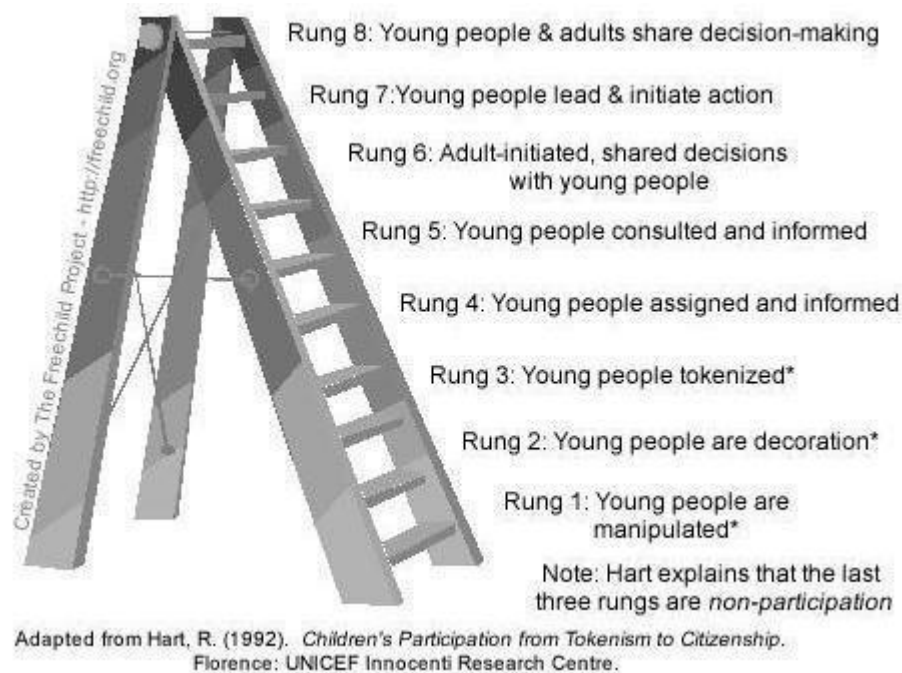 Rung 8: Young people & adults share decision-making
Rung 7:Young people lead & initiate action
Rung 6: Adult-initiated, shared decisions
with young people
Rung 5: Young people consulted and informed
Rung 4: Young people assigned and informed
Rung 3: Young people tokenized*
Rung 2: Young people are decoration*
Rung 1: Young people are
manipulated*
Note: Hart explains that the last
three rungs are non-participation
Created by The Freechild Project - http://freechild.org
Adapted from Hart, R. (1992). Children's Participation from Tokenism to Citizenship.
Florence: UNICEF Innocenti Research Centre.